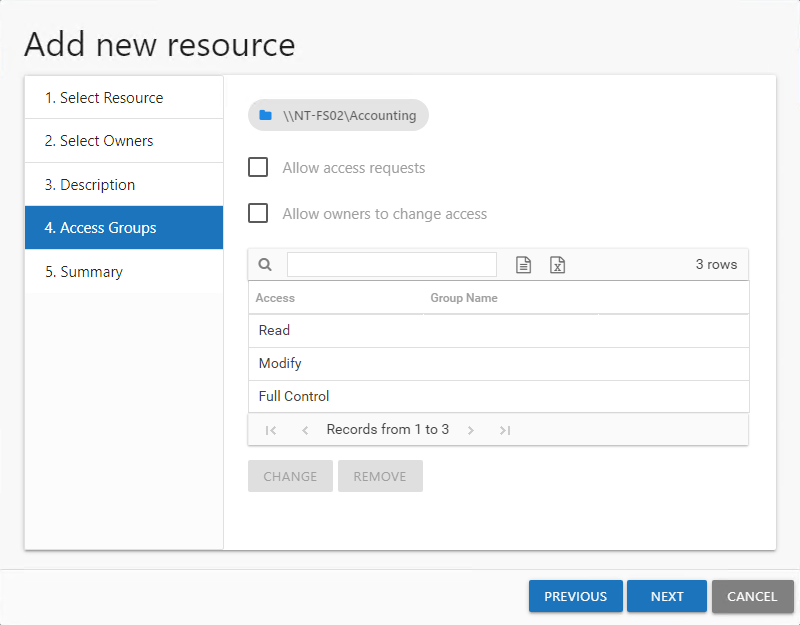 Add new resource
1. Select Resource
2. Select Owners
3. Description
4. Access Groups
5. Summary
\\NT-FS02\Accounting
Allow access requests
Allow owners to change access
3 rows
Access Group Name
Read
Modify
Full Control
Records from 1 to 3
CHANGE REMOVE
PREVIOUS NEXT CANCEL